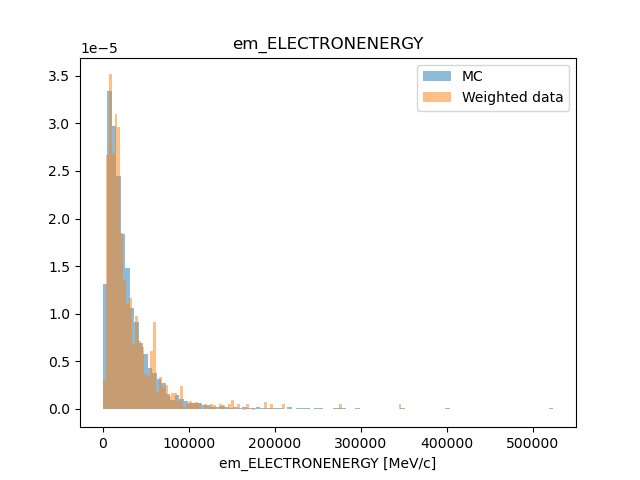 em_ELECTRONENERGY
1e−5
MC
Weighted data
3.5
3.0
2.5
2.0
1.5
1.0
0.5
0.0
0 100000 200000 300000 400000 500000
em_ELECTRONENERGY [MeV/c]